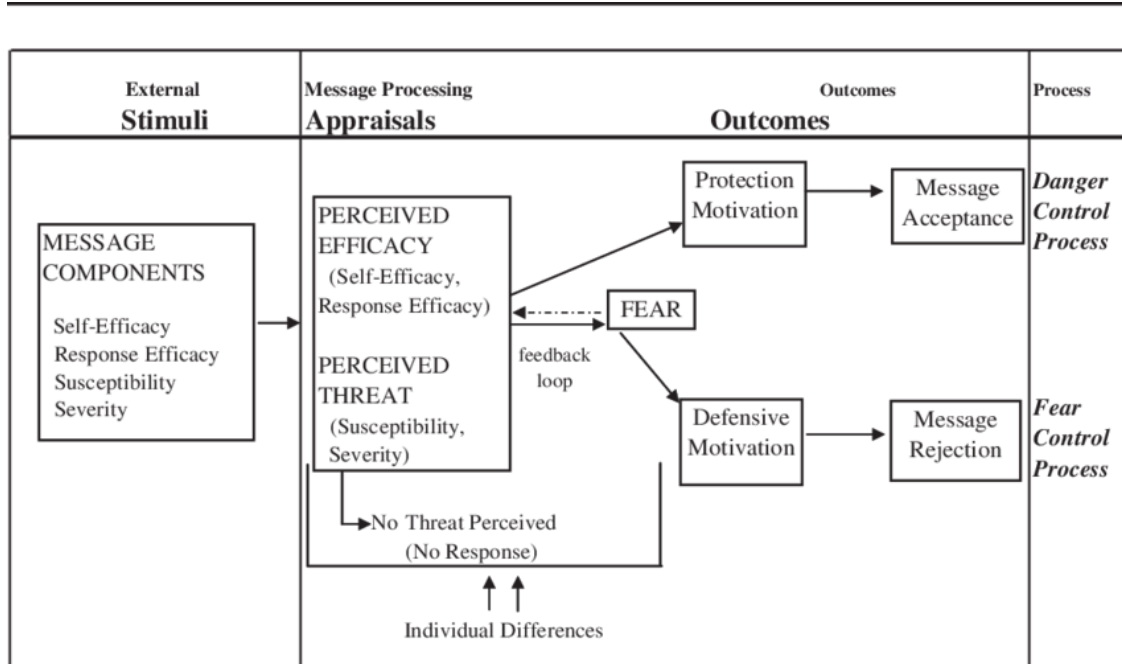 External
Stimuli
Message Processing
Appraisals
Outcomes
Outcomes
Process
MESSAGE
COMPONENTS
Self-Efficacy
Response Efficacy
Susceptibility
Severity
PERCEIVED
EFFICACY
(Self-Efficacy,
Response Efficacy)
PERCEIVED
THREAT
(Susceptibility,
Severity)
No Threat Perceived
(No Response)
Individual Differences
feedback
loop
FEAR
Protection
Motivation
Message
Acceptance
Defensive
Motivation
Message
Rejection
Danger
Control
Process
Fear
Control
Process